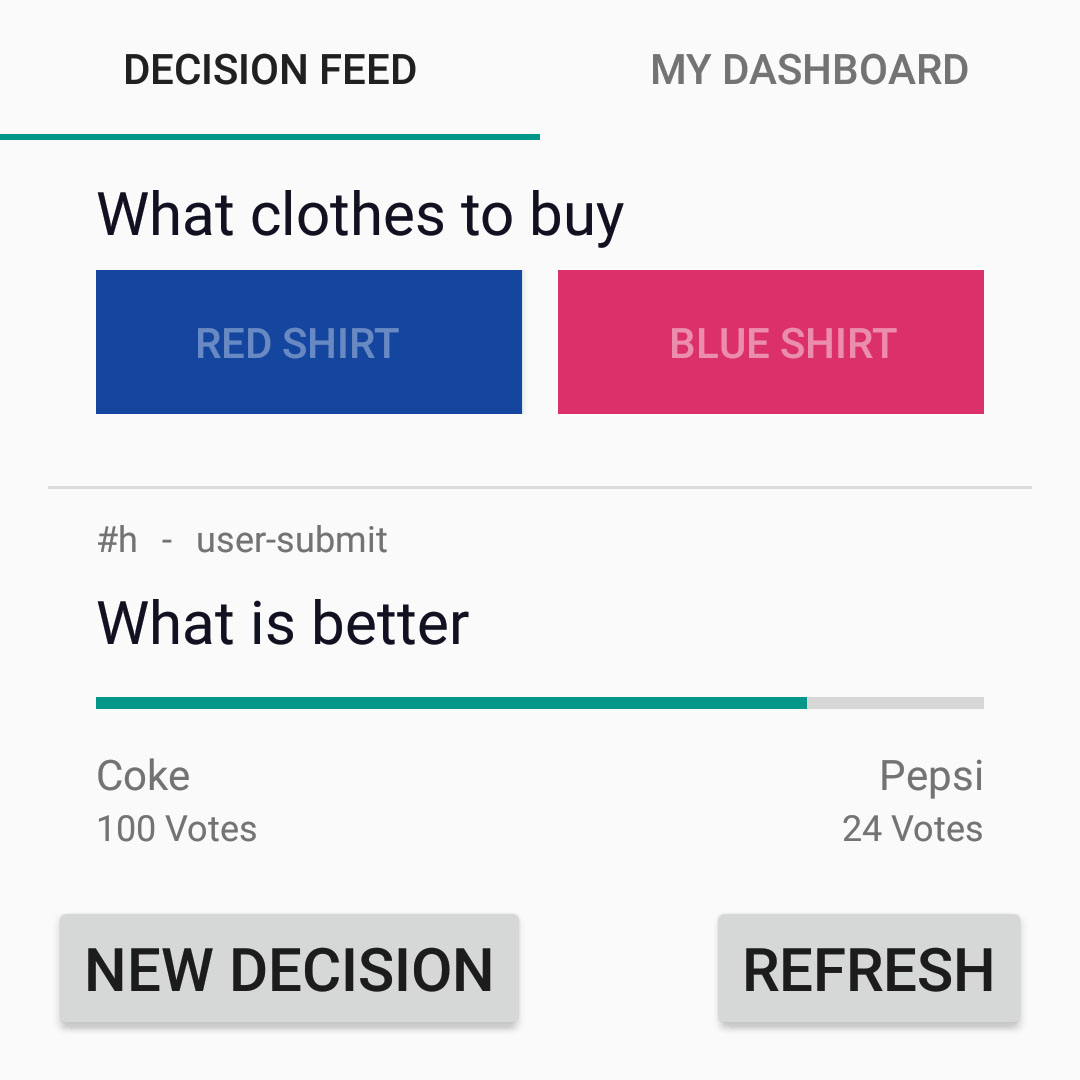 DECISION FEED MY DASHBOARD
What clothes to buy
RED SHIRT BLUE SHIRT
#h - user-submit
What is better
Coke Pepsi
100 Votes 24 Votes
NEW DECISION REFRESH